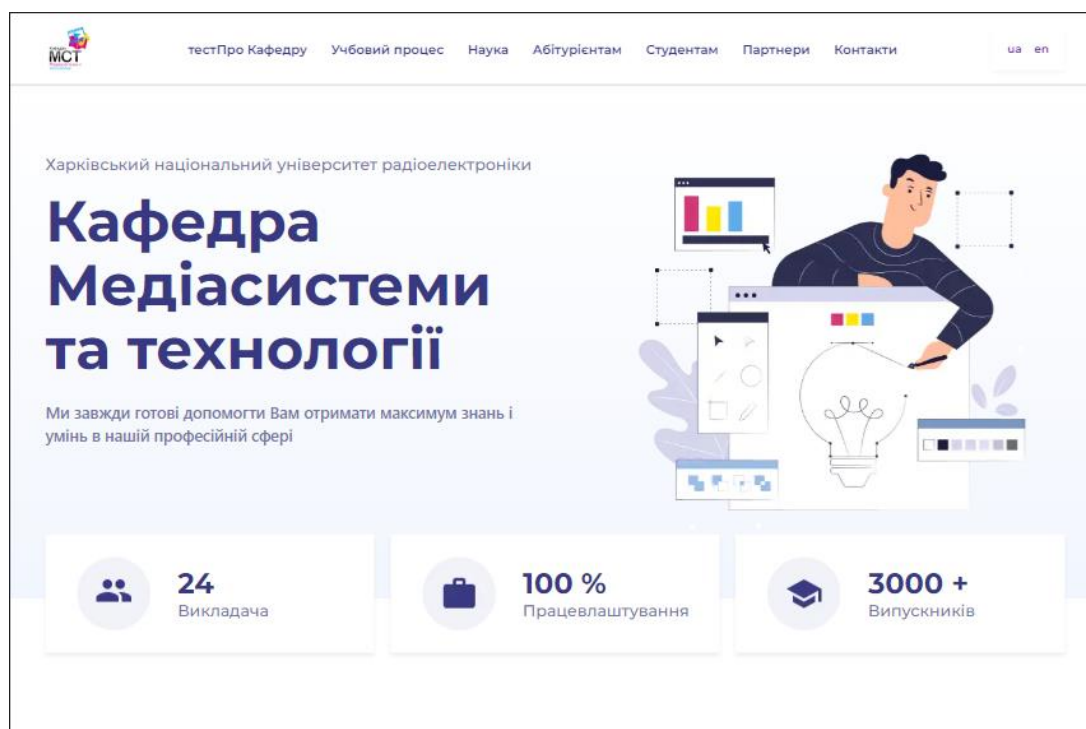 МСТ
тестПро Кафедру Учбовий процес Наука Абітурієнтам Студентам Партнери Контакти ua en
Харківський національний університет радіоелектроніки
Кафедра
Медіасистеми
та технології
Ми завжди готові допомогти Вам отримати максимум знань і
умінь в нашій професійній сфері
24
Викладача
100 %
Працевлаштування
3000 +
Випускників